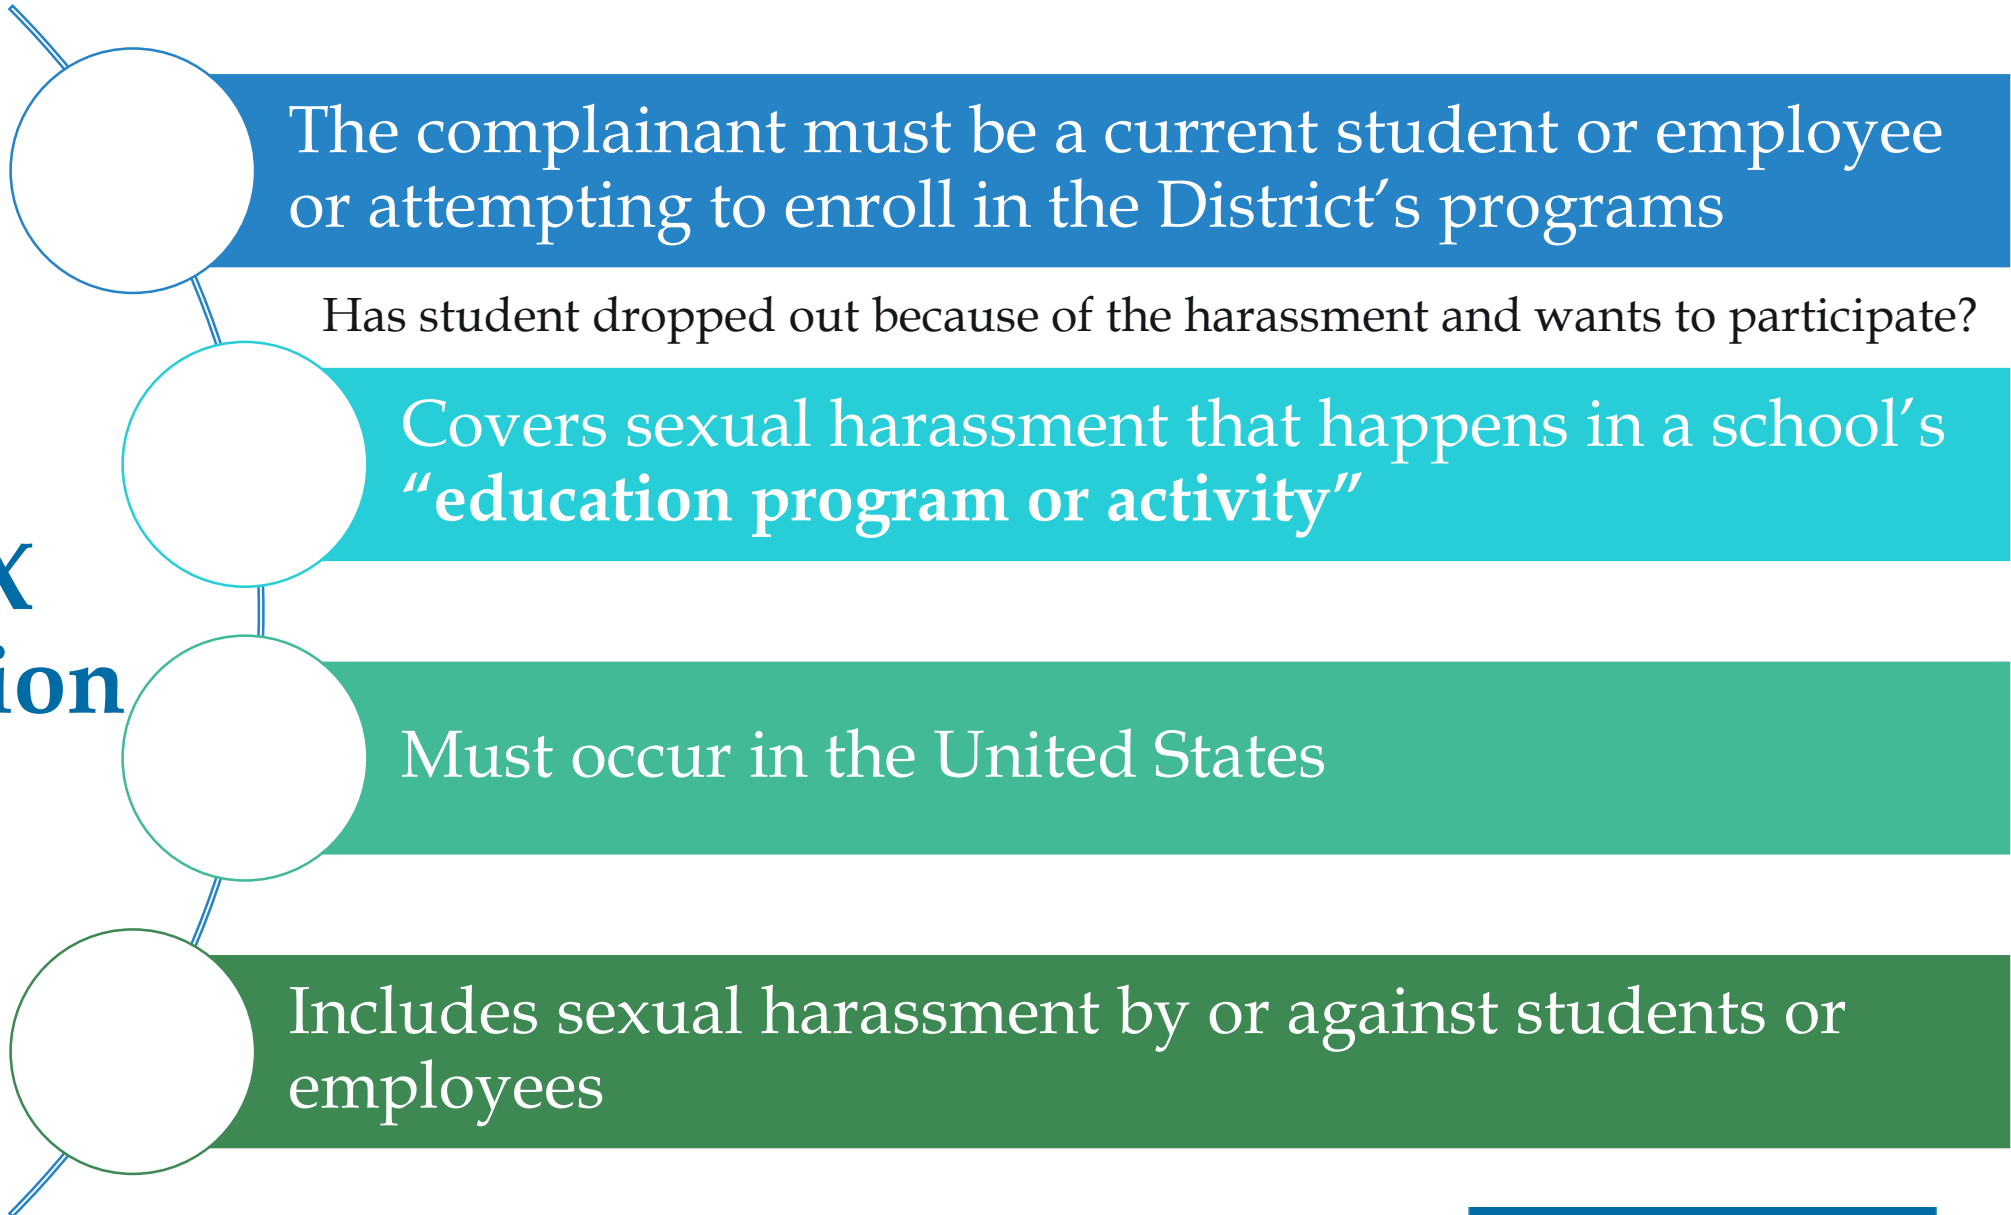 The complainant must be a current student or employee
or attempting to enroll in the District’s programs
Has student dropped out because of the harassment and wants to participate?
Covers sexual harassment that happens in a school’s
“education program or activity”
Must occur in the United States
Includes sexual harassment by or against students or
employees